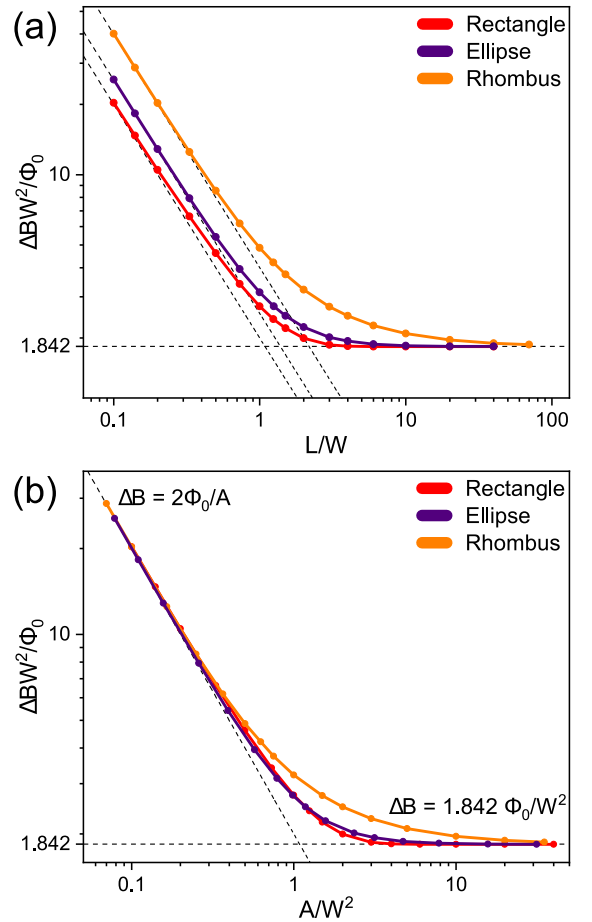 (a)
Rectangle
Ellipse
Rhombus
ΔBW²/Φ₀
10
1.842
0.1
1
10
100
L/W
(b)
ΔB = 2Φ₀/A
Rectangle
Ellipse
Rhombus
ΔBW²/Φ₀
10
ΔB = 1.842 Φ₀/W²
1.842
0.1
1
10
A/W²